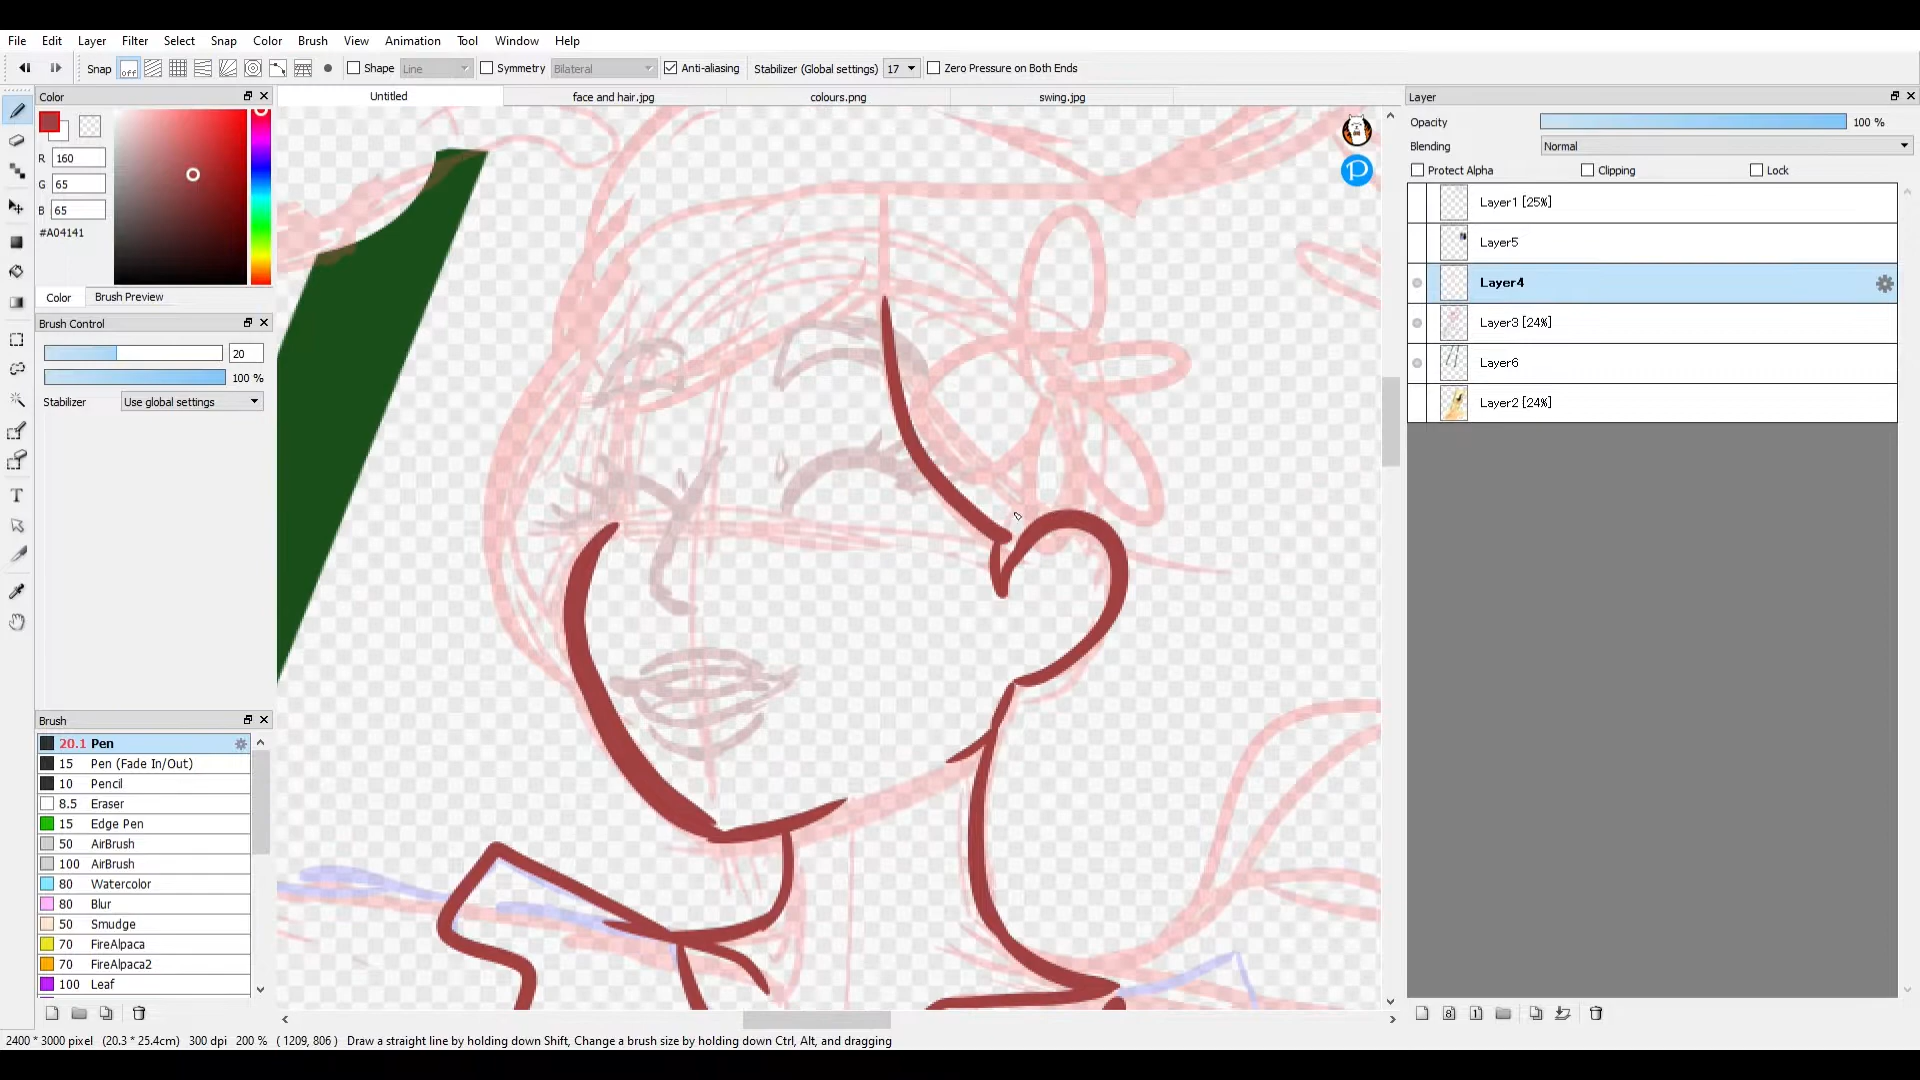 File Edit Layer Filter Select Snap Color Brush View Animation Tool Window Help
Snap off Shape Line Symmetry Bilateral Anti-aliasing Stabilizer (Global settings) 17 Zero Pressure on Both Ends
Color
Untitled face and hair.jpg colours.png swing.jpg
R 160
G 65
B 65
#A04141
Color Brush Preview
Brush Control
20
100 %
Stabilizer Use global settings
Brush
20.1 Pen
15 Pen (Fade In/Out)
10 Pencil
8.5 Eraser
15 Edge Pen
50 AirBrush
100 AirBrush
80 Watercolor
80 Blur
50 Smudge
70 FireAlpaca
70 FireAlpaca2
100 Leaf
Layer
Opacity 100 %
Blending Normal
Protect Alpha Clipping Lock
Layer1 [25%]
Layer5
Layer4
Layer3 [24%]
Layer6
Layer2 [24%]
2400 * 3000 pixel (20.3 * 25.4cm) 300 dpi 200 % ( 1209, 806 ) Draw a straight line by holding down Shift, Change a brush size by holding down Ctrl, Alt, and dragging